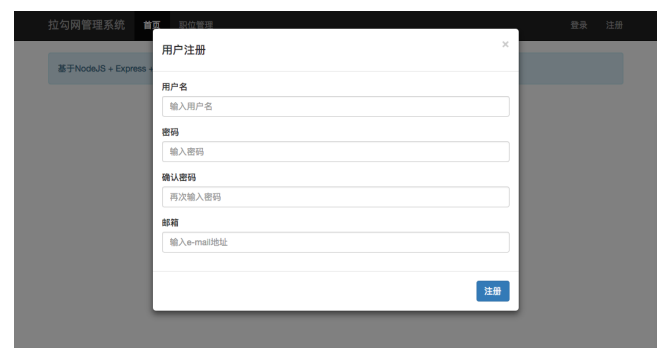 拉勾网管理系统 首页 职位管理 登录 注册
用户注册 ×
基于NodeJS + Express +
用户名
输入用户名
密码
输入密码
确认密码
再次输入密码
邮箱
输入e-mail地址
注册